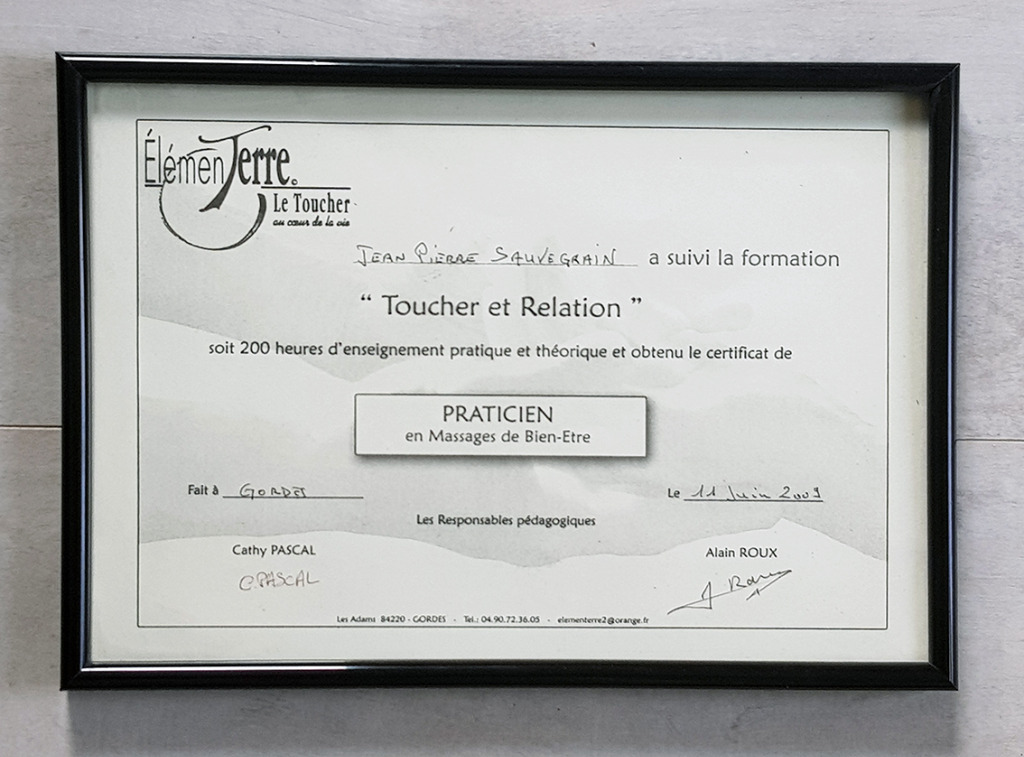 ÉlémenTerre
Le Toucher
au cœur de la vie
JEAN PIERRE SAUVEGRAIN a suivi la formation
“ Toucher et Relation ”
soit 200 heures d'enseignement pratique et théorique et obtenu le certificat de
PRATICIEN
en Massages de Bien-Etre
Fait à GORDES Le 11 Juin 2009
Les Responsables pédagogiques
Cathy PASCAL Alain ROUX
C.PASCAL A Roux
Les Adams 84220 - GORDES - Tel.: 04.90.72.36.05 - elementerre2@orange.fr